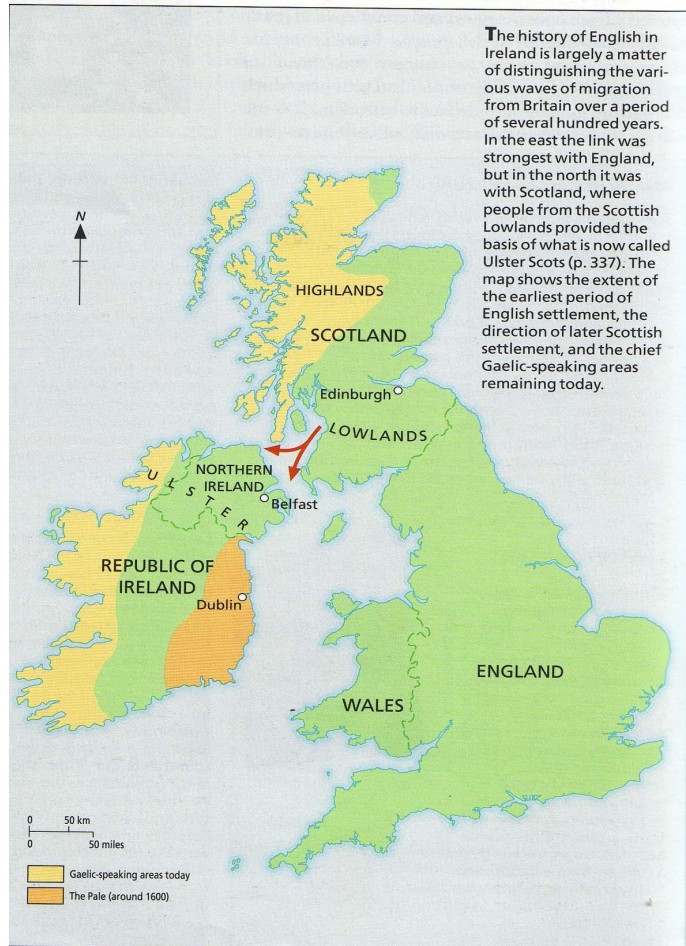 The history of English in
Ireland is largely a matter
of distinguishing the vari-
ous waves of migration
from Britain over a period
of several hundred years.
In the east the link was
strongest with England,
but in the north it was
with Scotland, where
people from the Scottish
Lowlands provided the
basis of what is now called
Ulster Scots (p. 337). The
map shows the extent of
the earliest period of
English settlement, the
direction of later Scottish
settlement, and the chief
Gaelic-speaking areas
remaining today.
N
HIGHLANDS
SCOTLAND
Edinburgh
LOWLANDS
NORTHERN
IRELAND
ULSTER
Belfast
REPUBLIC OF
IRELAND
Dublin
ENGLAND
WALES
0 50 km
0 50 miles
Gaelic-speaking areas today
The Pale (around 1600)